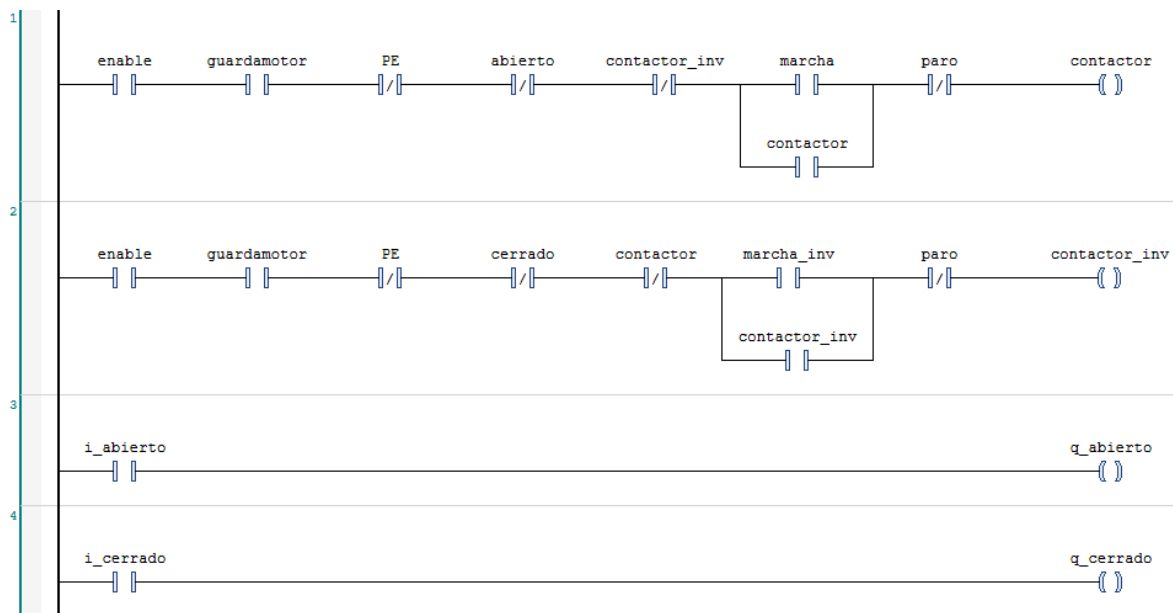 1
enable guardamotor PE abierto contactor_inv marcha paro contactor
contactor
2
enable guardamotor PE cerrado contactor marcha_inv paro contactor_inv
contactor_inv
3
i_abierto q_abierto
4
i_cerrado q_cerrado